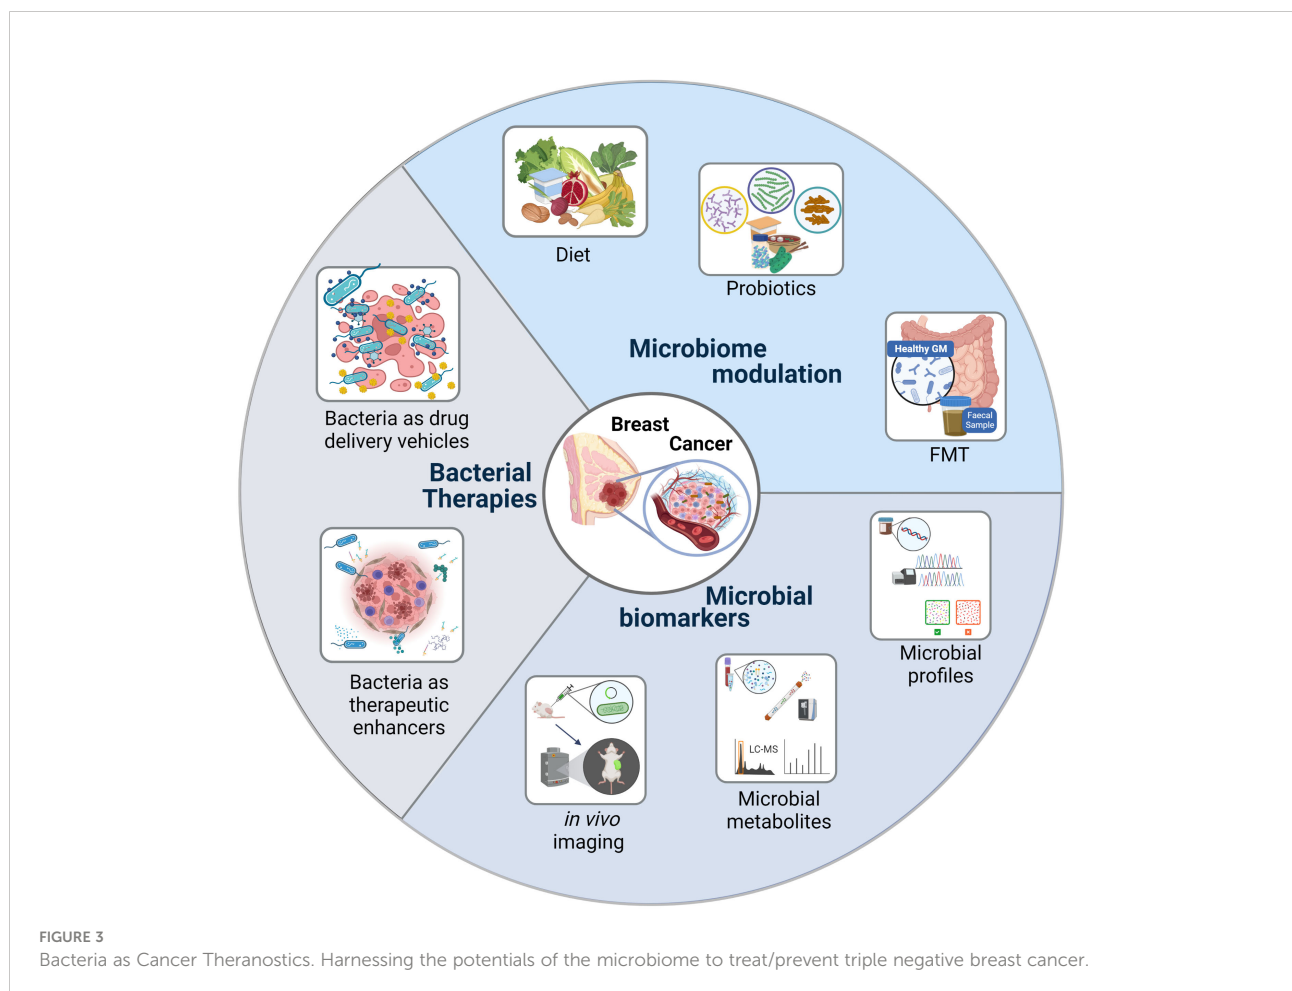 Diet
Probiotics
Healthy GM
Faecal
Sample
FMT
Microbiome
modulation
Bacteria as drug
delivery vehicles
Bacterial
Therapies
Bacteria as
therapeutic
enhancers
Breast
Cancer
Microbial
biomarkers
Microbial
profiles
LC-MS
Microbial
metabolites
in vivo
imaging
FIGURE 3
Bacteria as Cancer Theranostics. Harnessing the potentials of the microbiome to treat/prevent triple negative breast cancer.